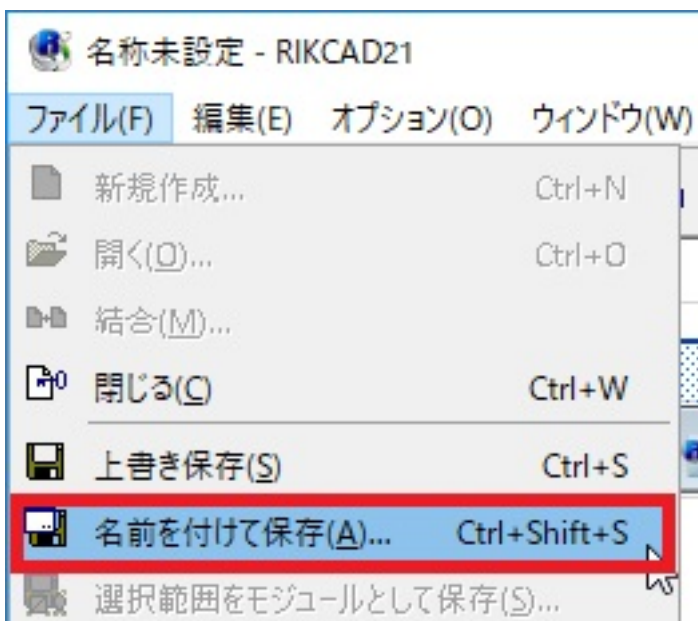 名称未設定 - RIKCAD21
ファイル(F) 編集(E) オプション(O) ウィンドウ(W)
新規作成... Ctrl+N
開く(O)... Ctrl+O
結合(M)...
閉じる(C) Ctrl+W
上書き保存(S) Ctrl+S
名前を付けて保存(A)... Ctrl+Shift+S
選択範囲をモジュールとして保存(S)...